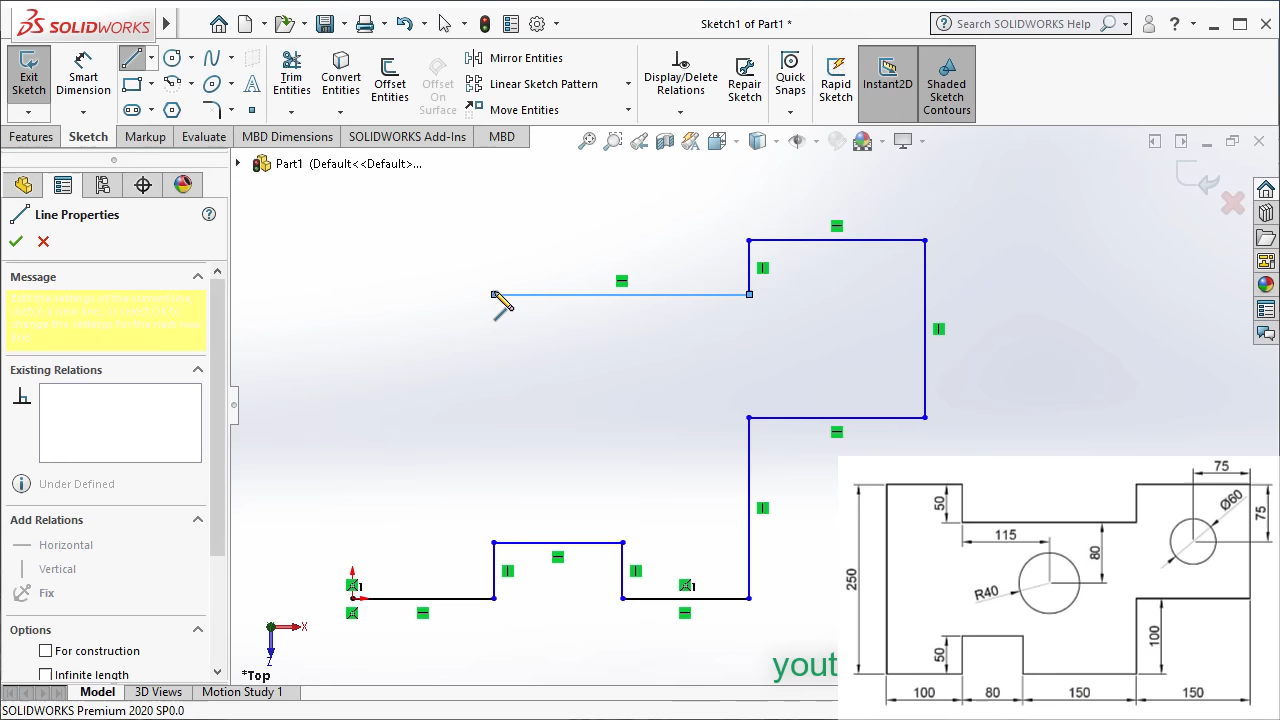 SOLIDWORKS
Sketch1 of Part1 *
Search SOLIDWORKS Help
?
Exit Sketch
Smart Dimension
Trim Entities
Convert Entities
Offset Entities
Offset On Surface
Mirror Entities
Linear Sketch Pattern
Move Entities
Display/Delete Relations
Repair Sketch
Quick Snaps
Rapid Sketch
Instant2D
Shaded Sketch Contours
Features
Sketch
Markup
Evaluate
MBD Dimensions
SOLIDWORKS Add-Ins
MBD
Part1 (Default<<Default>...
Line Properties
Message
Existing Relations
Under Defined
Add Relations
Horizontal
Vertical
Fix
Options
For construction
Infinite length
1
1
X
Z
*Top
yout
75
50
Ø60
75
115
80
250
R40
100
50
100
80
150
150
Model
3D Views
Motion Study 1
SOLIDWORKS Premium 2020 SP0.0